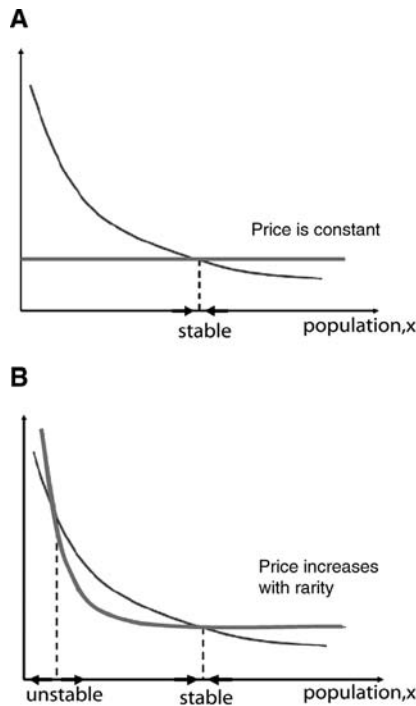 A
Price is constant
stable
population,x
B
Price increases
with rarity
unstable
stable
population,x